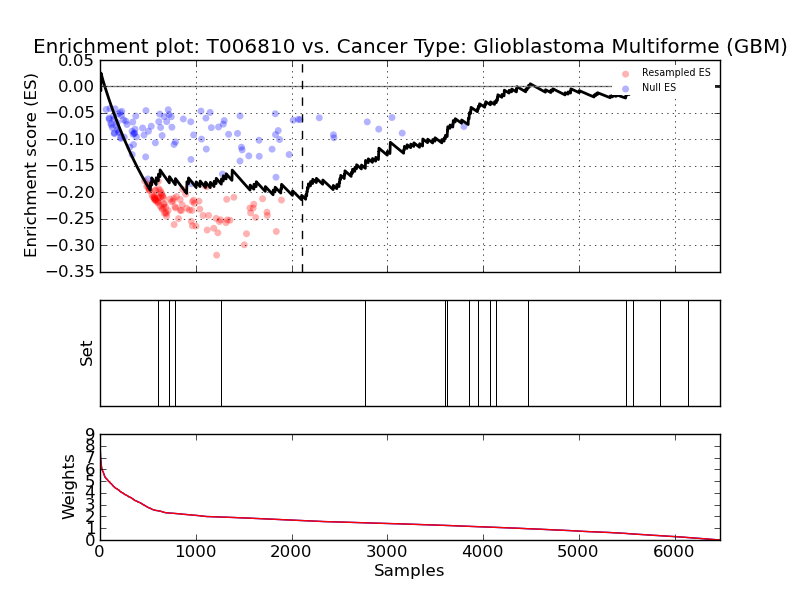 Enrichment plot: T006810 vs. Cancer Type: Glioblastoma Multiforme (GBM)
Enrichment score (ES)
0.05
0.00
−0.05
−0.10
−0.15
−0.20
−0.25
−0.30
−0.35
Resampled ES
Null ES
Set
Weights
9
8
7
6
5
4
3
2
1
0
0 1000 2000 3000 4000 5000 6000
Samples